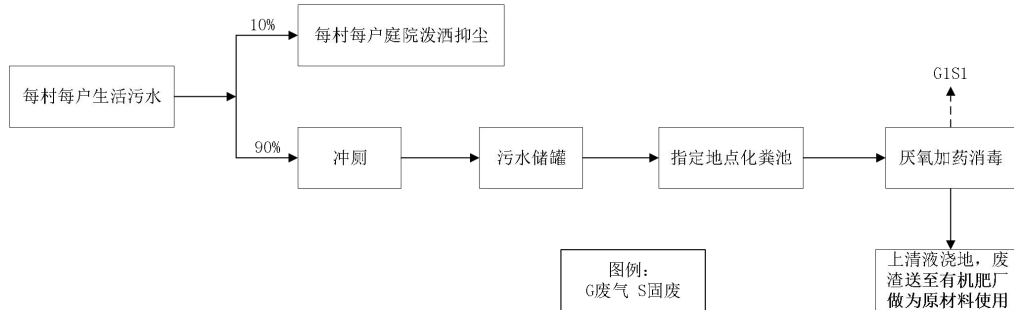 10%
每村每户庭院泼洒抑尘
每村每户生活污水
G1S1
90%
冲厕
污水储罐
指定地点化粪池
厌氧加药消毒
图例:
G废气 S固废
上清液浇地，废
渣送至有机肥厂
做为原材料使用